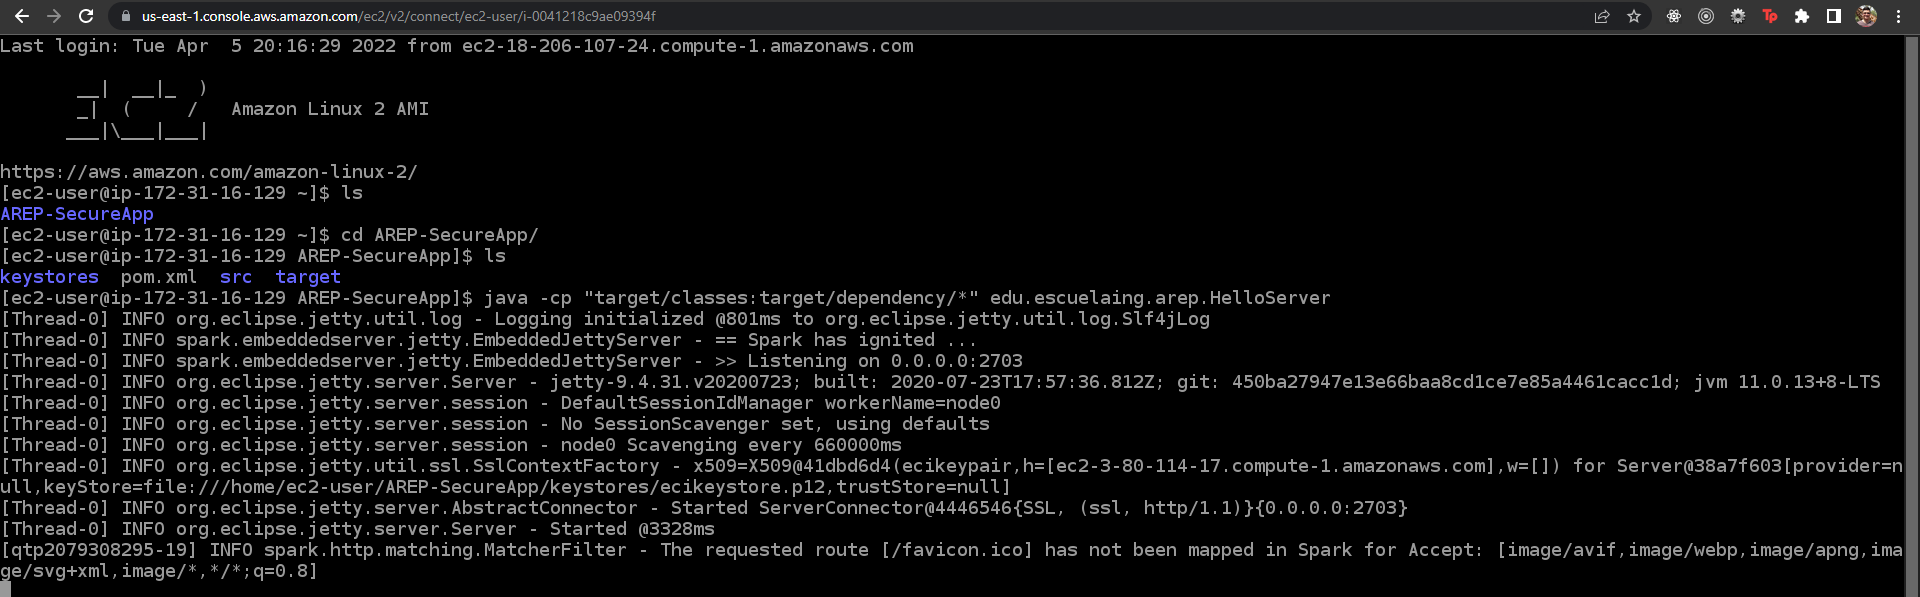 us-east-1.console.aws.amazon.com/ec2/v2/connect/ec2-user/i-0041218c9ae09394f
Tp
Last login: Tue Apr  5 20:16:29 2022 from ec2-18-206-107-24.compute-1.amazonaws.com
       __|  __|_  )
       _|  (     /   Amazon Linux 2 AMI
      ___|\___|___|
https://aws.amazon.com/amazon-linux-2/
[ec2-user@ip-172-31-16-129 ~]$ ls
AREP-SecureApp
[ec2-user@ip-172-31-16-129 ~]$ cd AREP-SecureApp/
[ec2-user@ip-172-31-16-129 AREP-SecureApp]$ ls
keystores  pom.xml  src  target
[ec2-user@ip-172-31-16-129 AREP-SecureApp]$ java -cp "target/classes:target/dependency/*" edu.escuelaing.arep.HelloServer
[Thread-0] INFO org.eclipse.jetty.util.log - Logging initialized @801ms to org.eclipse.jetty.util.log.Slf4jLog
[Thread-0] INFO spark.embeddedserver.jetty.EmbeddedJettyServer - == Spark has ignited ...
[Thread-0] INFO spark.embeddedserver.jetty.EmbeddedJettyServer - >> Listening on 0.0.0.0:2703
[Thread-0] INFO org.eclipse.jetty.server.Server - jetty-9.4.31.v20200723; built: 2020-07-23T17:57:36.812Z; git: 450ba27947e13e66baa8cd1ce7e85a4461cacc1d; jvm 11.0.13+8-LTS
[Thread-0] INFO org.eclipse.jetty.server.session - DefaultSessionIdManager workerName=node0
[Thread-0] INFO org.eclipse.jetty.server.session - No SessionScavenger set, using defaults
[Thread-0] INFO org.eclipse.jetty.server.session - node0 Scavenging every 660000ms
[Thread-0] INFO org.eclipse.jetty.util.ssl.SslContextFactory - x509=X509@41dbd6d4(ecikeypair,h=[ec2-3-80-114-17.compute-1.amazonaws.com],w=[]) for Server@38a7f603[provider=n
ull,keyStore=file:///home/ec2-user/AREP-SecureApp/keystores/ecikeystore.p12,trustStore=null]
[Thread-0] INFO org.eclipse.jetty.server.AbstractConnector - Started ServerConnector@4446546{SSL, (ssl, http/1.1)}{0.0.0.0:2703}
[Thread-0] INFO org.eclipse.jetty.server.Server - Started @3328ms
[qtp2079308295-19] INFO spark.http.matching.MatcherFilter - The requested route [/favicon.ico] has not been mapped in Spark for Accept: [image/avif,image/webp,image/apng,ima
ge/svg+xml,image/*,*/*;q=0.8]